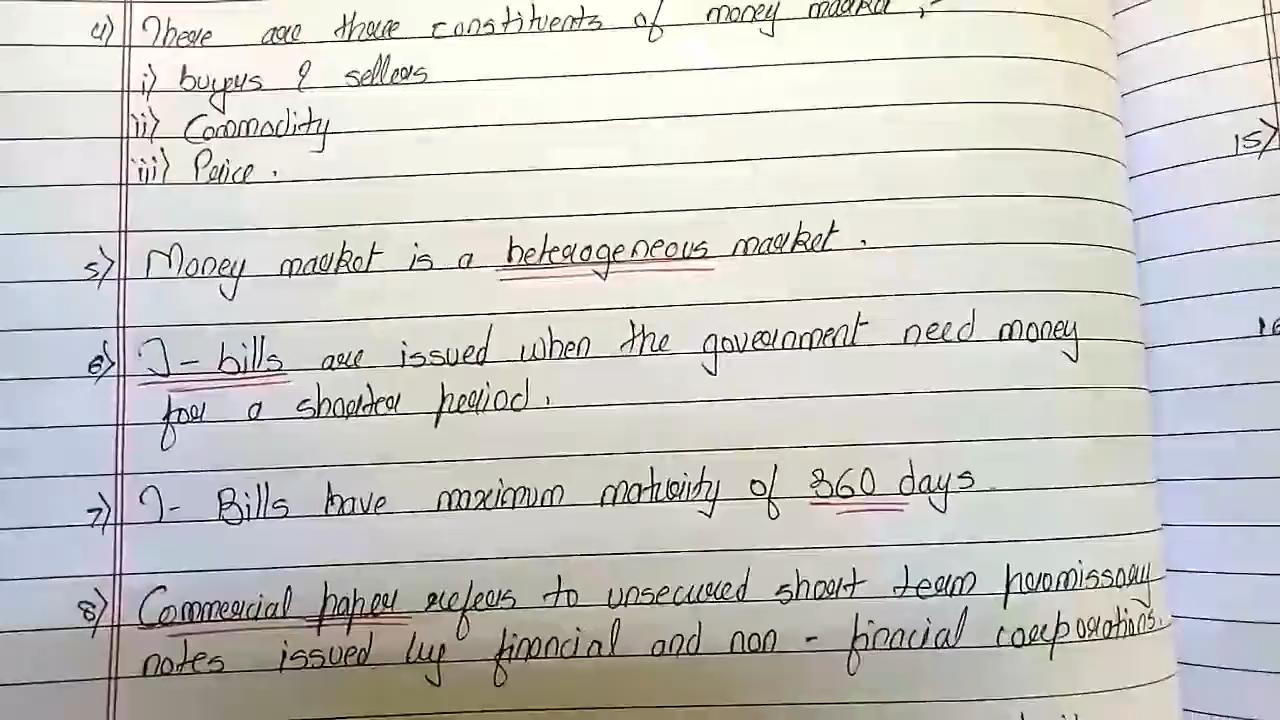 4) There are three constituents of money market :-
i) buyers & sellers
ii) Commodity
iii) Price .
5) Money market is a heterogeneous market .
6) T - bills are issued when the government need money
for a shorter period .
7) T - Bills have maximum maturity of 360 days
8) Commercial paper refers to unsecured short term promissory
notes issued by financial and non - finacial corporations.
15)
16